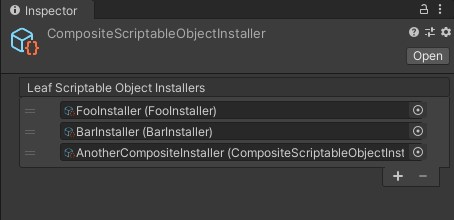 Inspector
CompositeScriptableObjectInstaller
Open
Leaf Scriptable Object Installers
FooInstaller (FooInstaller)
BarInstaller (BarInstaller)
AnotherCompositeInstaller (CompositeScriptableObjectInst